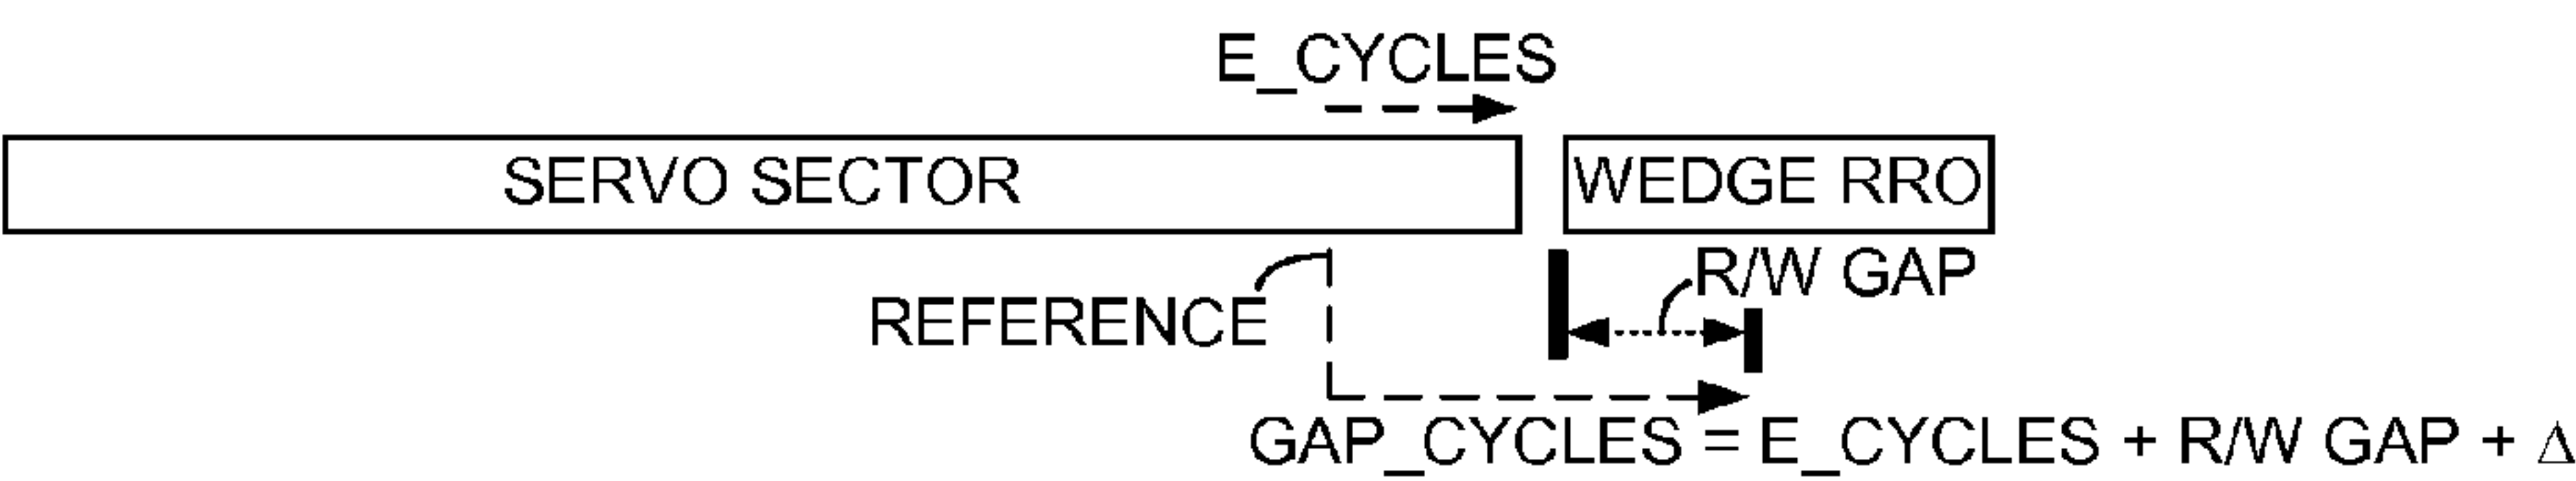 E_CYCLES
SERVO SECTOR
WEDGE RRO
R/W GAP
REFERENCE
GAP_CYCLES = E_CYCLES + R/W GAP + Δ